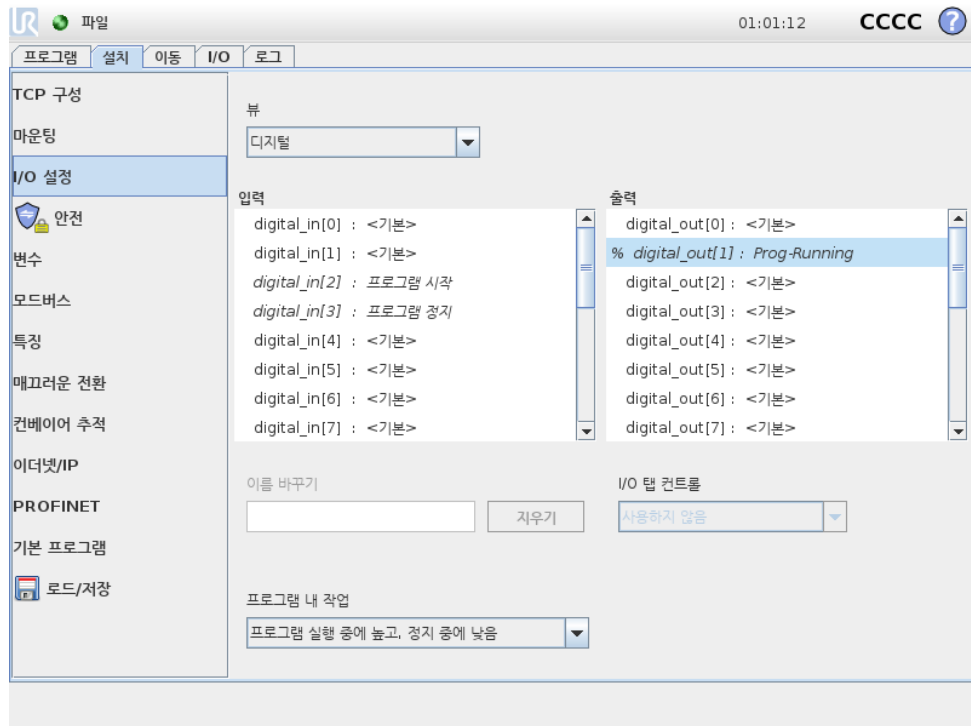 UR 파일 01:01:12 CCCC ?
프로그램 설치 이동 I/O 로그
TCP 구성
마운팅
I/O 설정
안전
변수
모드버스
특징
매끄러운 전환
컨베이어 추적
이더넷/IP
PROFINET
기본 프로그램
로드/저장
뷰
디지털
입력
digital_in[0] : <기본>
digital_in[1] : <기본>
digital_in[2] : 프로그램 시작
digital_in[3] : 프로그램 정지
digital_in[4] : <기본>
digital_in[5] : <기본>
digital_in[6] : <기본>
digital_in[7] : <기본>
출력
digital_out[0] : <기본>
% digital_out[1] : Prog-Running
digital_out[2] : <기본>
digital_out[3] : <기본>
digital_out[4] : <기본>
digital_out[5] : <기본>
digital_out[6] : <기본>
digital_out[7] : <기본>
이름 바꾸기
지우기
I/O 탭 컨트롤
사용하지 않음
프로그램 내 작업
프로그램 실행 중에 높고, 정지 중에 낮음